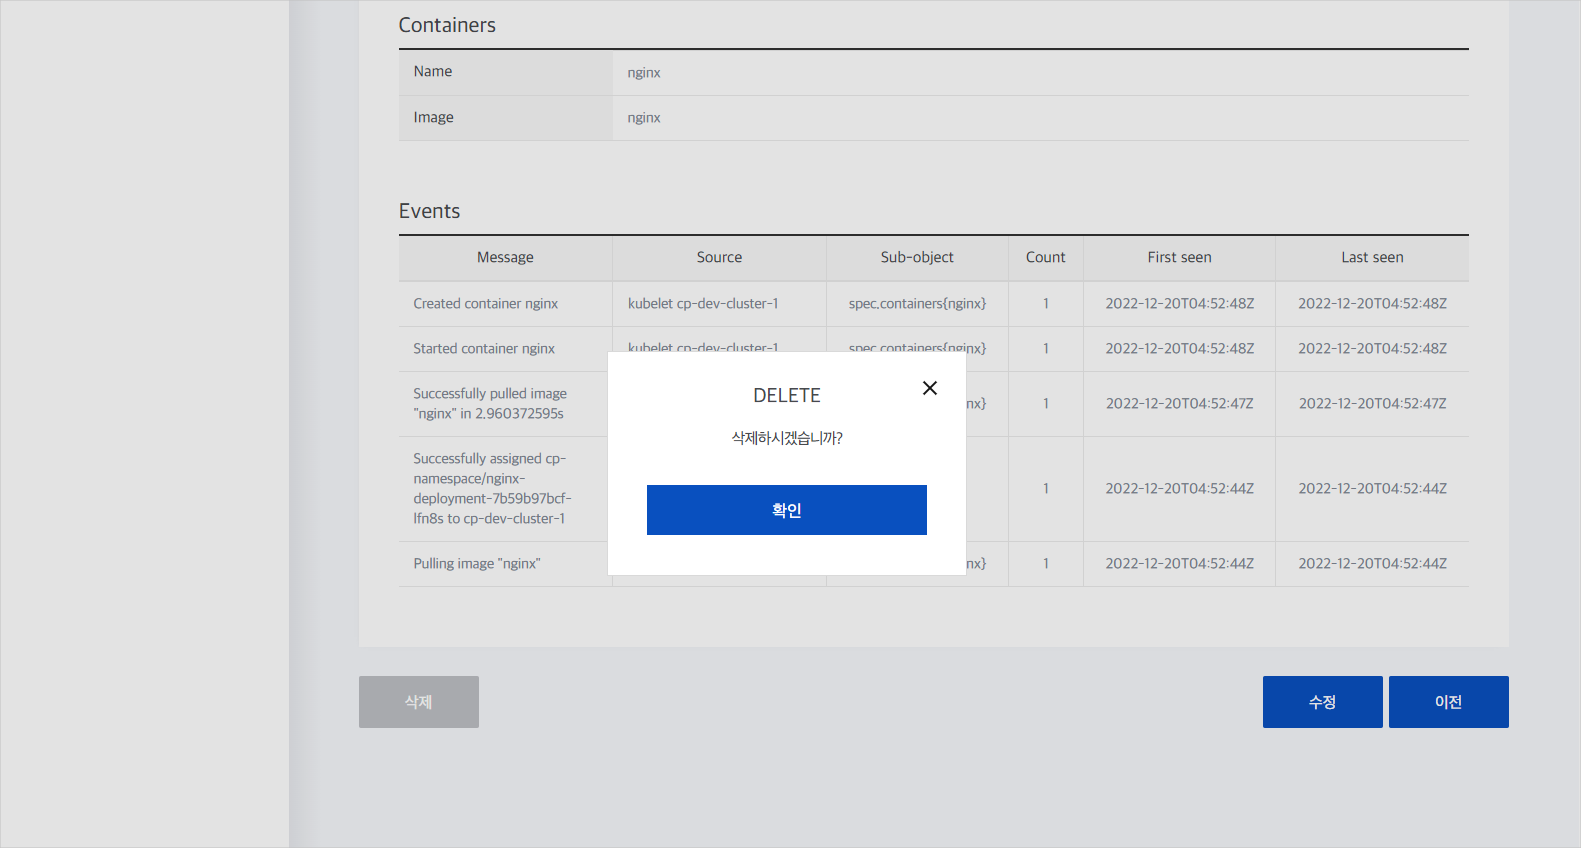 Containers
Name nginx
Image nginx
Events
Message Source Sub-object Count First seen Last seen
Created container nginx kubelet cp-dev-cluster-1 spec.containers{nginx} 1 2022-12-20T04:52:48Z 2022-12-20T04:52:48Z
Started container nginx kubelet cp-dev-cluster-1 spec.containers{nginx} 1 2022-12-20T04:52:48Z 2022-12-20T04:52:48Z
Successfully pulled image
"nginx" in 2.960372595s
nx} 1 2022-12-20T04:52:47Z 2022-12-20T04:52:47Z
Successfully assigned cp-
namespace/nginx-
deployment-7b59b97bcf-
lfn8s to cp-dev-cluster-1
1 2022-12-20T04:52:44Z 2022-12-20T04:52:44Z
Pulling image "nginx" nx} 1 2022-12-20T04:52:44Z 2022-12-20T04:52:44Z
DELETE
삭제하시겠습니까?
확인
삭제 수정 이전